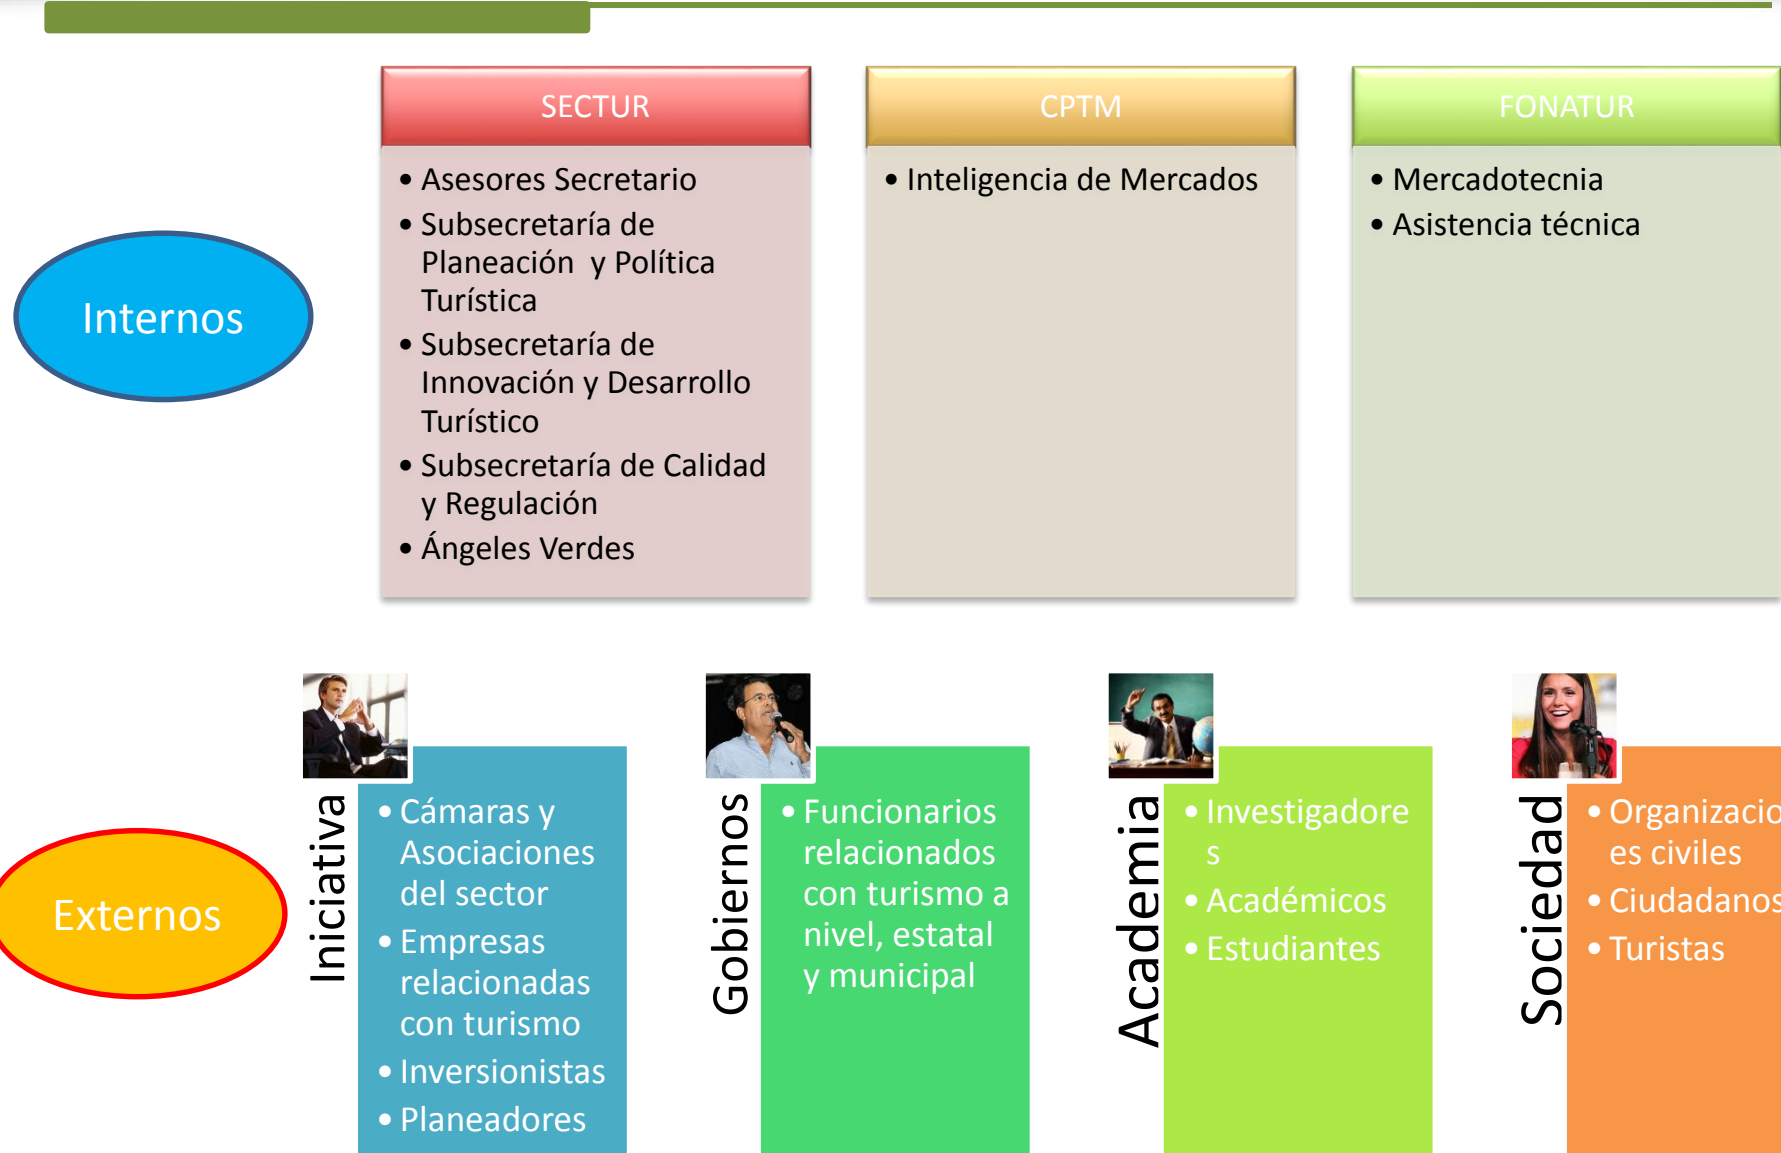 SECTUR
• Asesores Secretario
• Subsecretaría de
Planeación y Política
Turística
• Subsecretaría de
Innovación y Desarrollo
Turístico
• Subsecretaría de Calidad
y Regulación
• Ángeles Verdes
CPTM
• Inteligencia de Mercados
FONATUR
• Mercadotecnia
• Asistencia técnica
Internos
Externos
Iniciativa
• Cámaras y
Asociaciones
del sector
• Empresas
relacionadas
con turismo
• Inversionistas
• Planeadores
Gobiernos
• Funcionarios
relacionados
con turismo a
nivel, estatal
y municipal
Academia
• Investigadore
s
• Académicos
• Estudiantes
Sociedad
• Organizacio
es civiles
• Ciudadanos
• Turistas